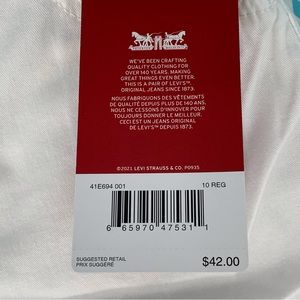 WE'VE BEEN CRAFTING
QUALITY CLOTHING FOR
OVER 140 YEARS, MAKING
GREAT THINGS EVEN BETTER.
THIS IS A PAIR OF LEVI'S™
ORIGINAL JEANS SINCE 1873.
NOUS FABRIQUONS DES VÊTEMENTS
DE QUALITÉ DEPUIS PLUS DE 140 ANS.
NOUS NE CESSONS D'INNOVER POUR
TOUJOURS DONNER LE MEILLEUR.
CECI EST UN JEANS ORIGINAL
DE LEVI'S™ DEPUIS 1873.
©2021 LEVI STRAUSS & CO. P0935
41E694 001 10 REG
6 65970 47531 1
SUGGESTED RETAIL
PRIX SUGGÉRÉ $42.00